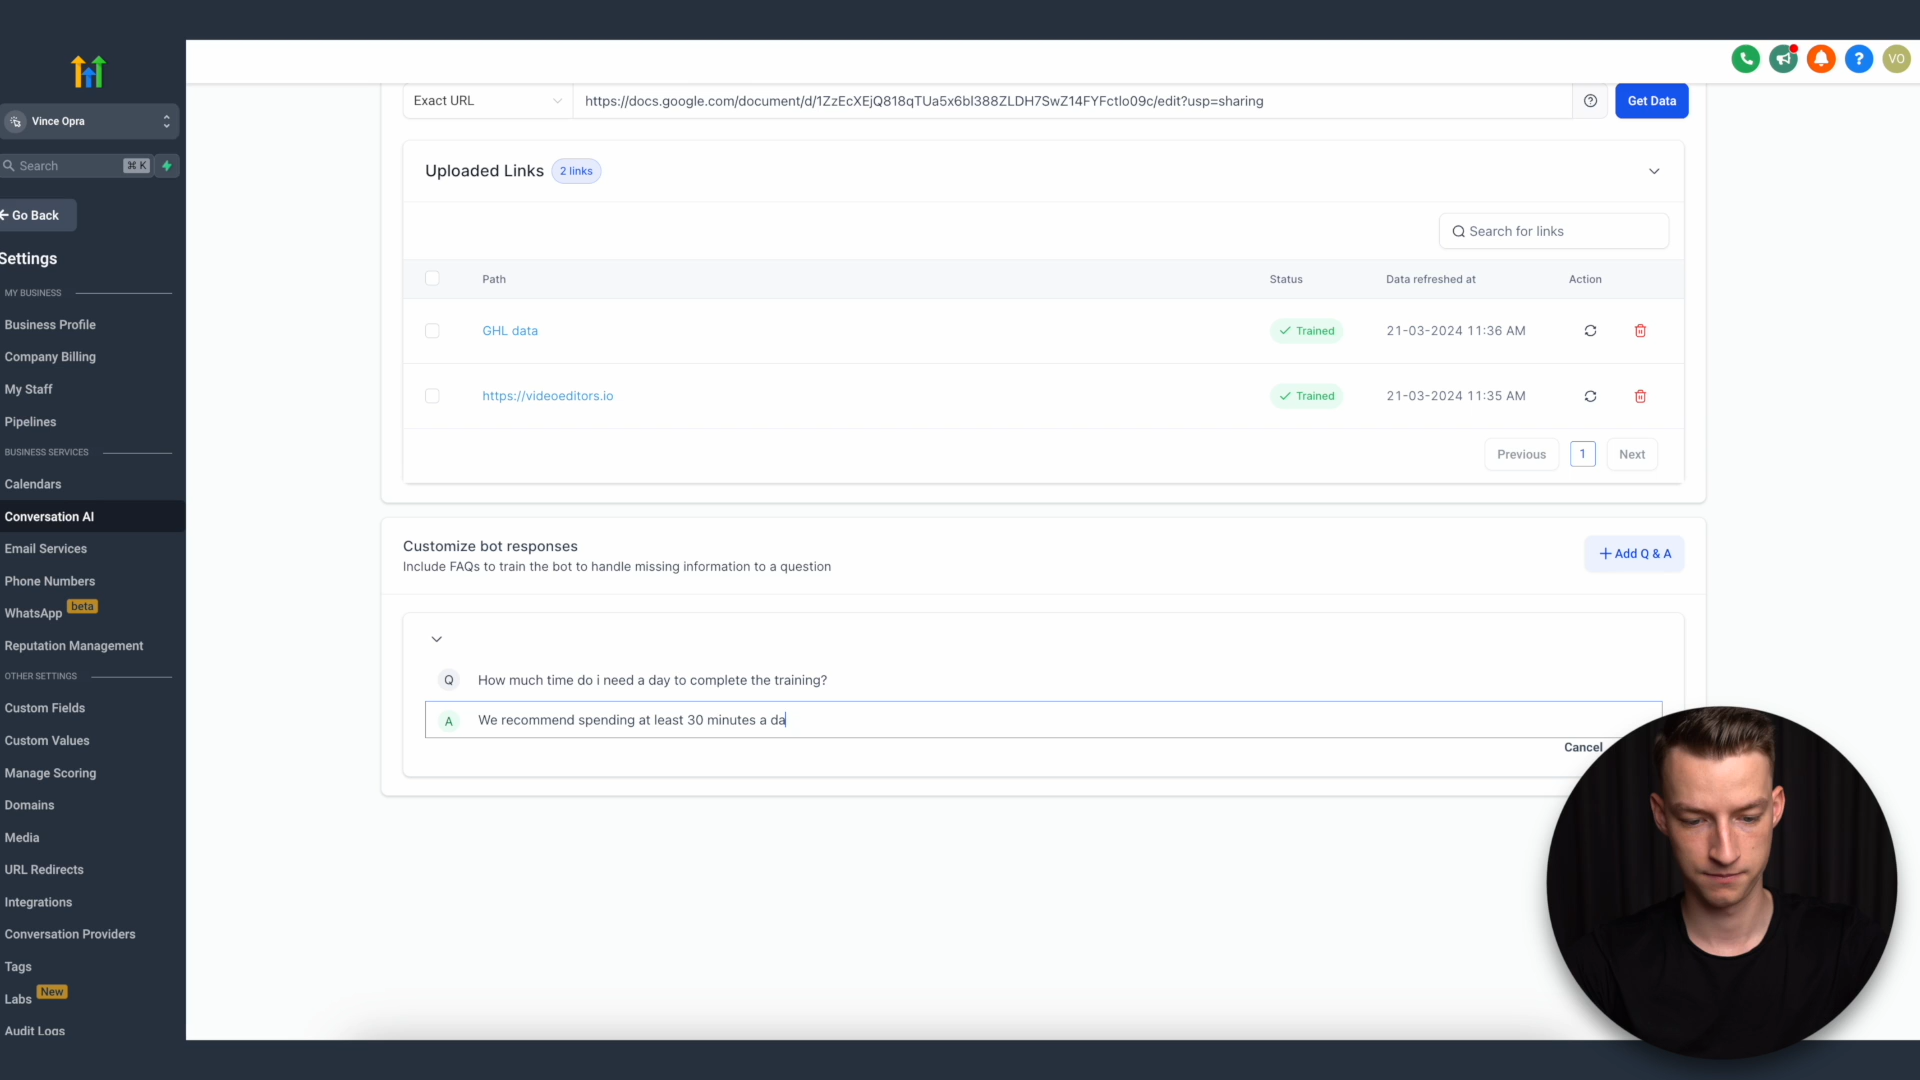 VO
Exact URL
https://docs.google.com/document/d/1ZzEcXEjQ818qTUa5x6bl388ZLDH7SwZ14FYFctlo09c/edit?usp=sharing
Get Data
Vince Opra
Search
⌘ K
Go Back
Settings
MY BUSINESS
Business Profile
Company Billing
My Staff
Pipelines
BUSINESS SERVICES
Calendars
Conversation AI
Email Services
Phone Numbers
WhatsApp beta
Reputation Management
OTHER SETTINGS
Custom Fields
Custom Values
Manage Scoring
Domains
Media
URL Redirects
Integrations
Conversation Providers
Tags
Labs New
Audit Logs
Uploaded Links 2 links
Search for links
Path Status Data refreshed at Action
GHL data Trained 21-03-2024 11:36 AM
https://videoeditors.io Trained 21-03-2024 11:35 AM
Previous 1 Next
Customize bot responses
Include FAQs to train the bot to handle missing information to a question
+ Add Q & A
Q How much time do i need a day to complete the training?
A We recommend spending at least 30 minutes a da
Cancel